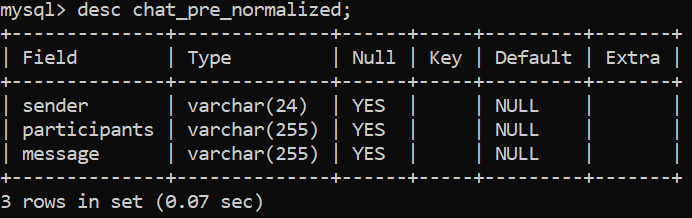 mysql> desc chat_pre_normalized;
+--------------+--------------+------+-----+---------+-------+
| Field        | Type         | Null | Key | Default | Extra |
+--------------+--------------+------+-----+---------+-------+
| sender       | varchar(24)  | YES  |     | NULL    |       |
| participants | varchar(255) | YES  |     | NULL    |       |
| message      | varchar(255) | YES  |     | NULL    |       |
+--------------+--------------+------+-----+---------+-------+
3 rows in set (0.07 sec)